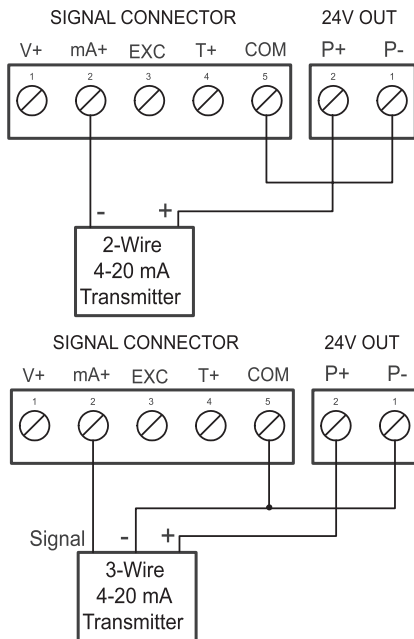 SIGNAL CONNECTOR 24V OUT
V+ mA+ EXC T+ COM P+ P-
1 2 3 4 5 2 1
- +
2-Wire
4-20 mA
Transmitter
SIGNAL CONNECTOR 24V OUT
V+ mA+ EXC T+ COM P+ P-
1 2 3 4 5 2 1
Signal - +
3-Wire
4-20 mA
Transmitter